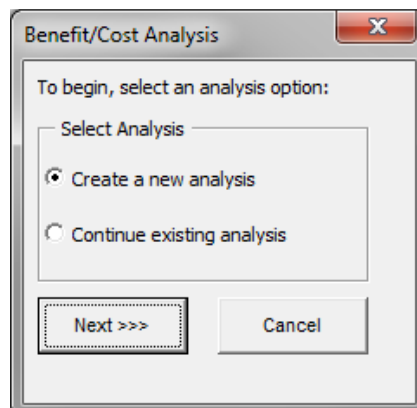 Benefit/Cost Analysis
To begin, select an analysis option:
Select Analysis
Create a new analysis
Continue existing analysis
Next >>>
Cancel